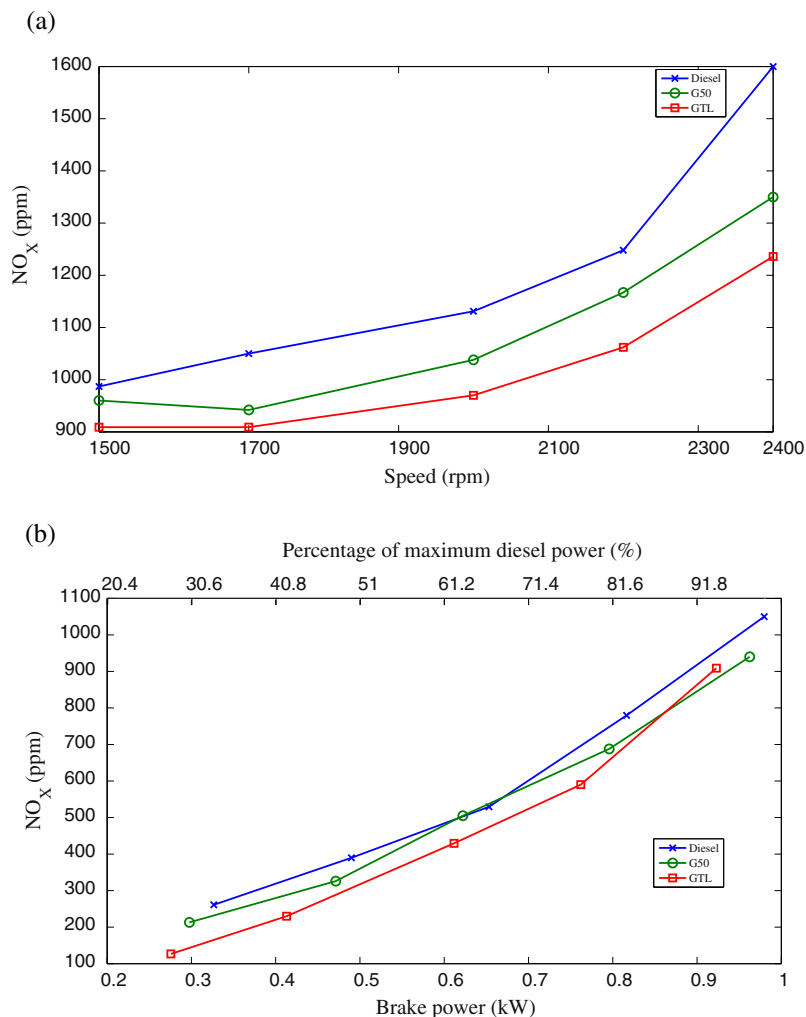 (a)
1600
1500
1400
1300
1200
1100
1000
900
NOX (ppm)
Diesel
G50
GTL
1500 1700 1900 2100 2300 2400
Speed (rpm)
(b)
Percentage of maximum diesel power (%)
20.4 30.6 40.8 51 61.2 71.4 81.6 91.8
1100
1000
900
800
700
600
500
400
300
200
100
NOX (ppm)
Diesel
G50
GTL
0.2 0.3 0.4 0.5 0.6 0.7 0.8 0.9 1
Brake power (kW)